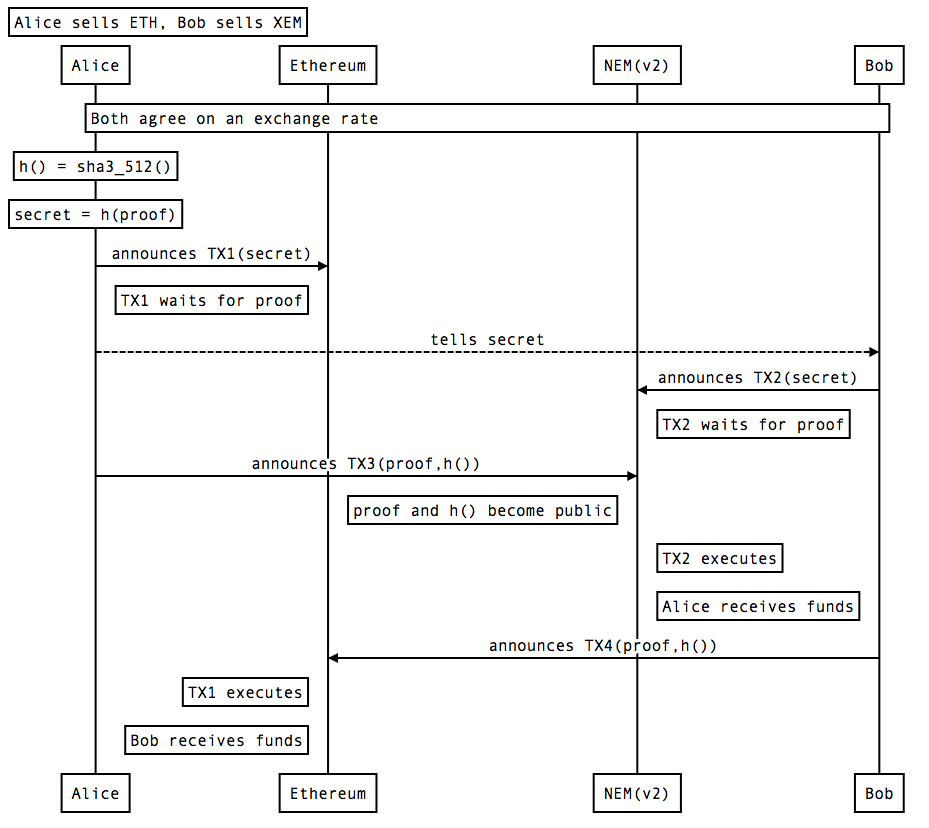 Alice sells ETH, Bob sells XEM
Alice
Ethereum
NEM(v2)
Bob
Both agree on an exchange rate
h() = sha3_512()
secret = h(proof)
announces TX1(secret)
TX1 waits for proof
tells secret
announces TX2(secret)
TX2 waits for proof
announces TX3(proof,h())
proof and h() become public
TX2 executes
Alice receives funds
announces TX4(proof,h())
TX1 executes
Bob receives funds
Alice
Ethereum
NEM(v2)
Bob